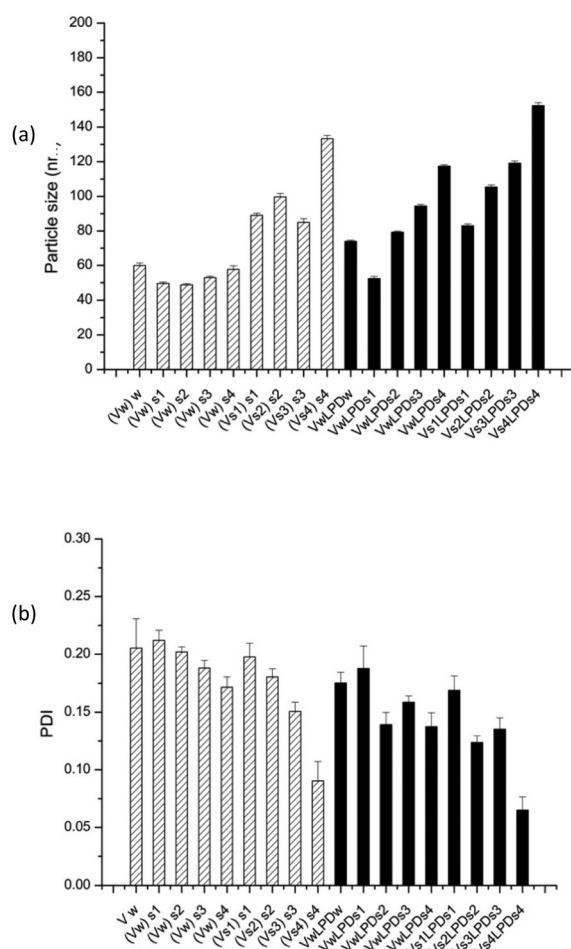 (a)
Particle size (nr..,
200
180
160
140
120
100
80
60
40
20
0
(Vw) w
(Vw) s1
(Vw) s2
(Vw) s3
(Vw) s4
(Vs1) s1
(Vs2) s2
(Vs3) s3
(Vs4) s4
VwLPDw
VwLPDs1
VwLPDs2
VwLPDs3
VwLPDs4
Vs1LPDs1
Vs2LPDs2
Vs3LPDs3
Vs4LPDs4
(b)
PDI
0.30
0.25
0.20
0.15
0.10
0.05
0.00
V w
(Vw) s1
(Vw) s2
(Vw) s3
(Vw) s4
(Vs1) s1
(Vs2) s2
(Vs3) s3
(Vs4) s4
VwLPDw
VwLPDs1
VwLPDs2
VwLPDs3
VwLPDs4
Vs1LPDs1
Vs2LPDs2
Vs3LPDs3
Vs4LPDs4